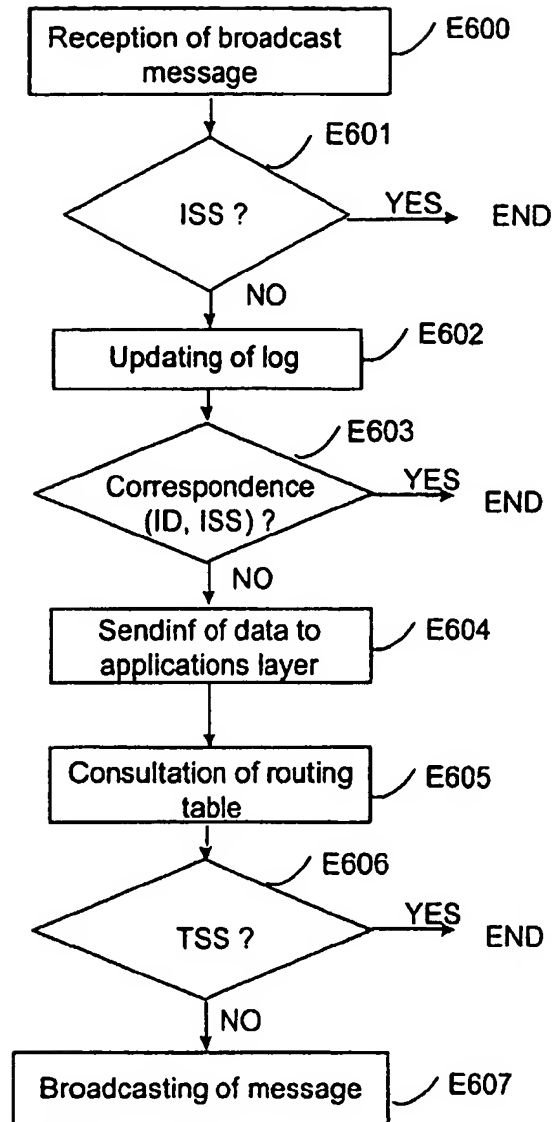 Reception of broadcast
message
E600
E601
ISS ?
YES
END
NO
Updating of log
E602
E603
Correspondence
(ID, ISS) ?
YES
END
NO
Sendinf of data to
applications layer
E604
Consultation of routing
table
E605
E606
TSS ?
YES
END
NO
Broadcasting of message
E607